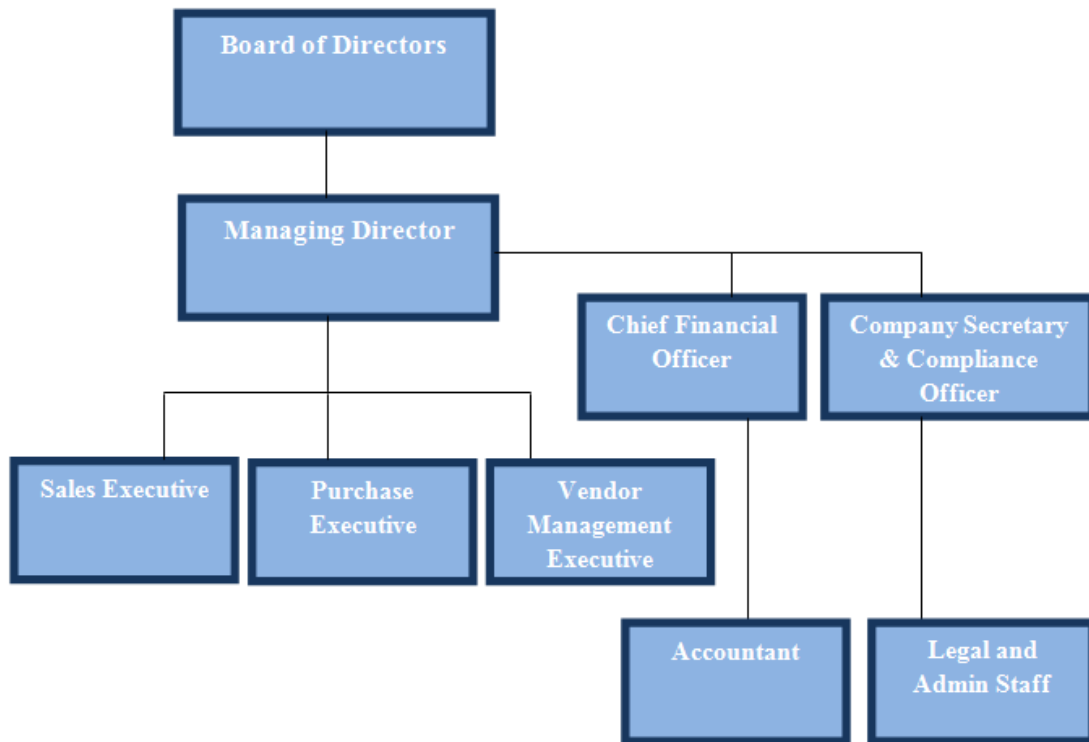 Board of Directors
Managing Director
Chief Financial
Officer
Company Secretary
& Compliance
Officer
Sales Executive
Purchase
Executive
Vendor
Management
Executive
Accountant
Legal and
Admin Staff